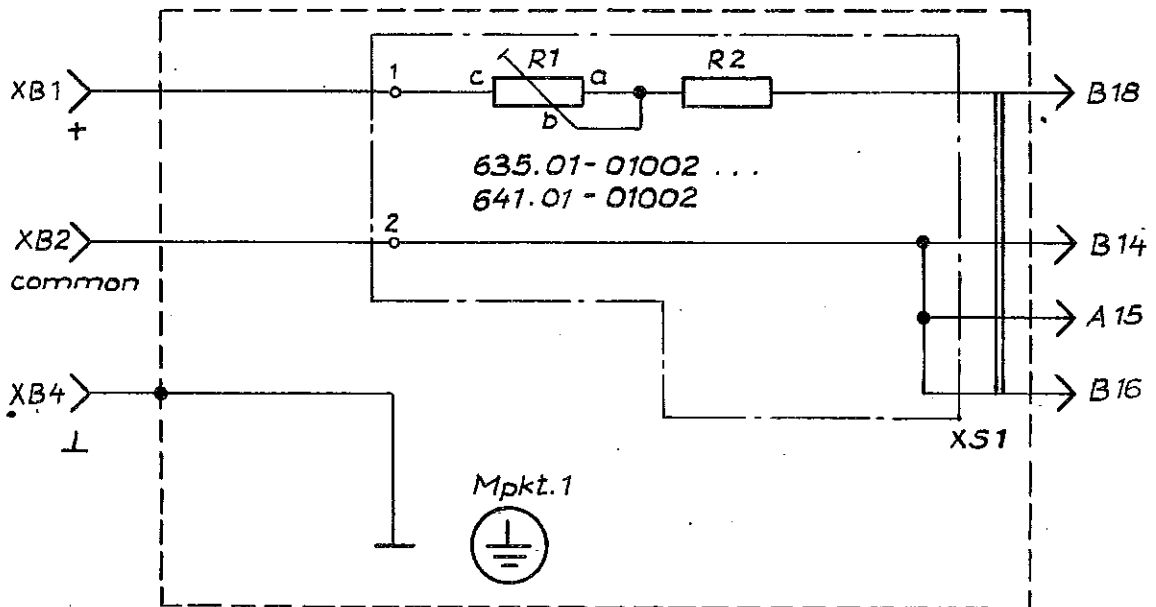 R1 R2
XB1 1 c a B18
+ b
635.01-01002 ...
641.01-01002
XB2 2 B14
common
A15
XB4 B16
⊥ XS1
Mpkt.1